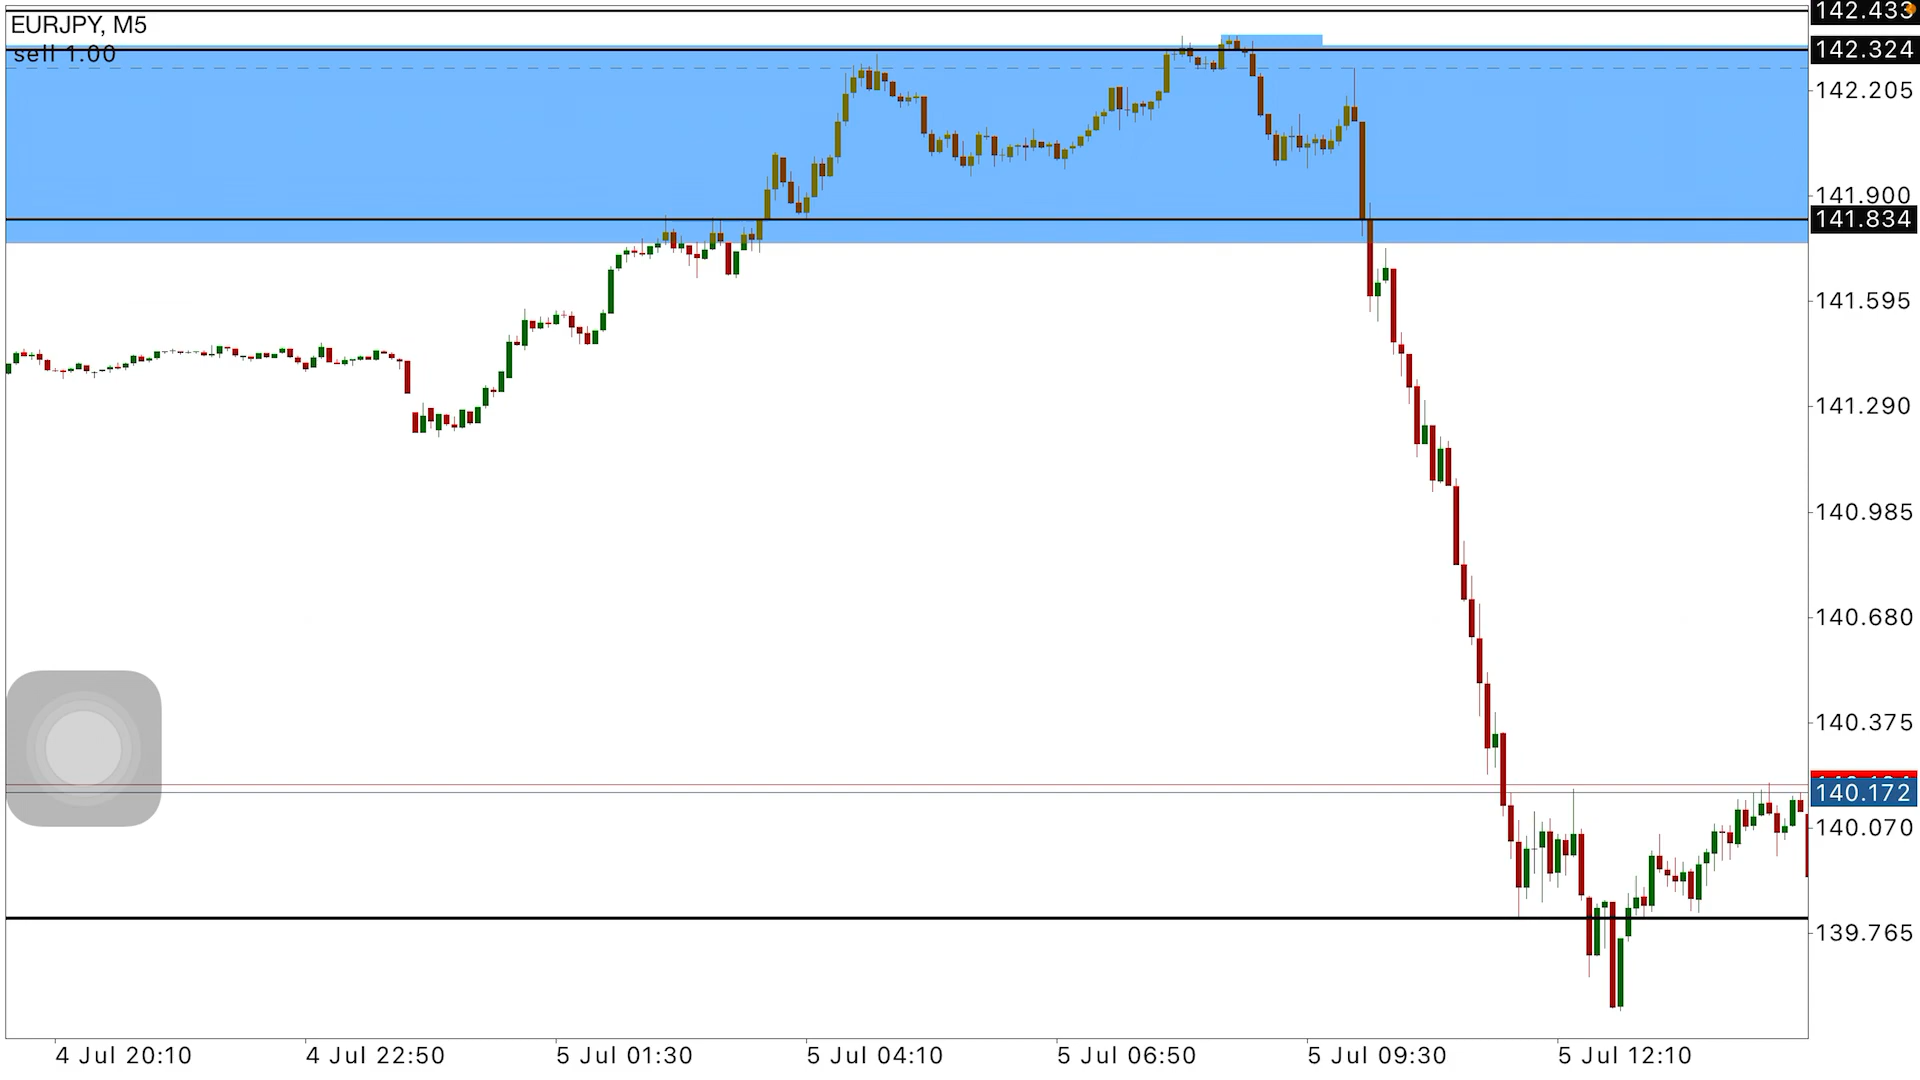 EURJPY, M5
sell 1.00
142.433
142.324
142.205
141.900
141.834
141.595
141.290
140.985
140.680
140.375
140.172
140.070
139.765
4 Jul 20:10
4 Jul 22:50
5 Jul 01:30
5 Jul 04:10
5 Jul 06:50
5 Jul 09:30
5 Jul 12:10